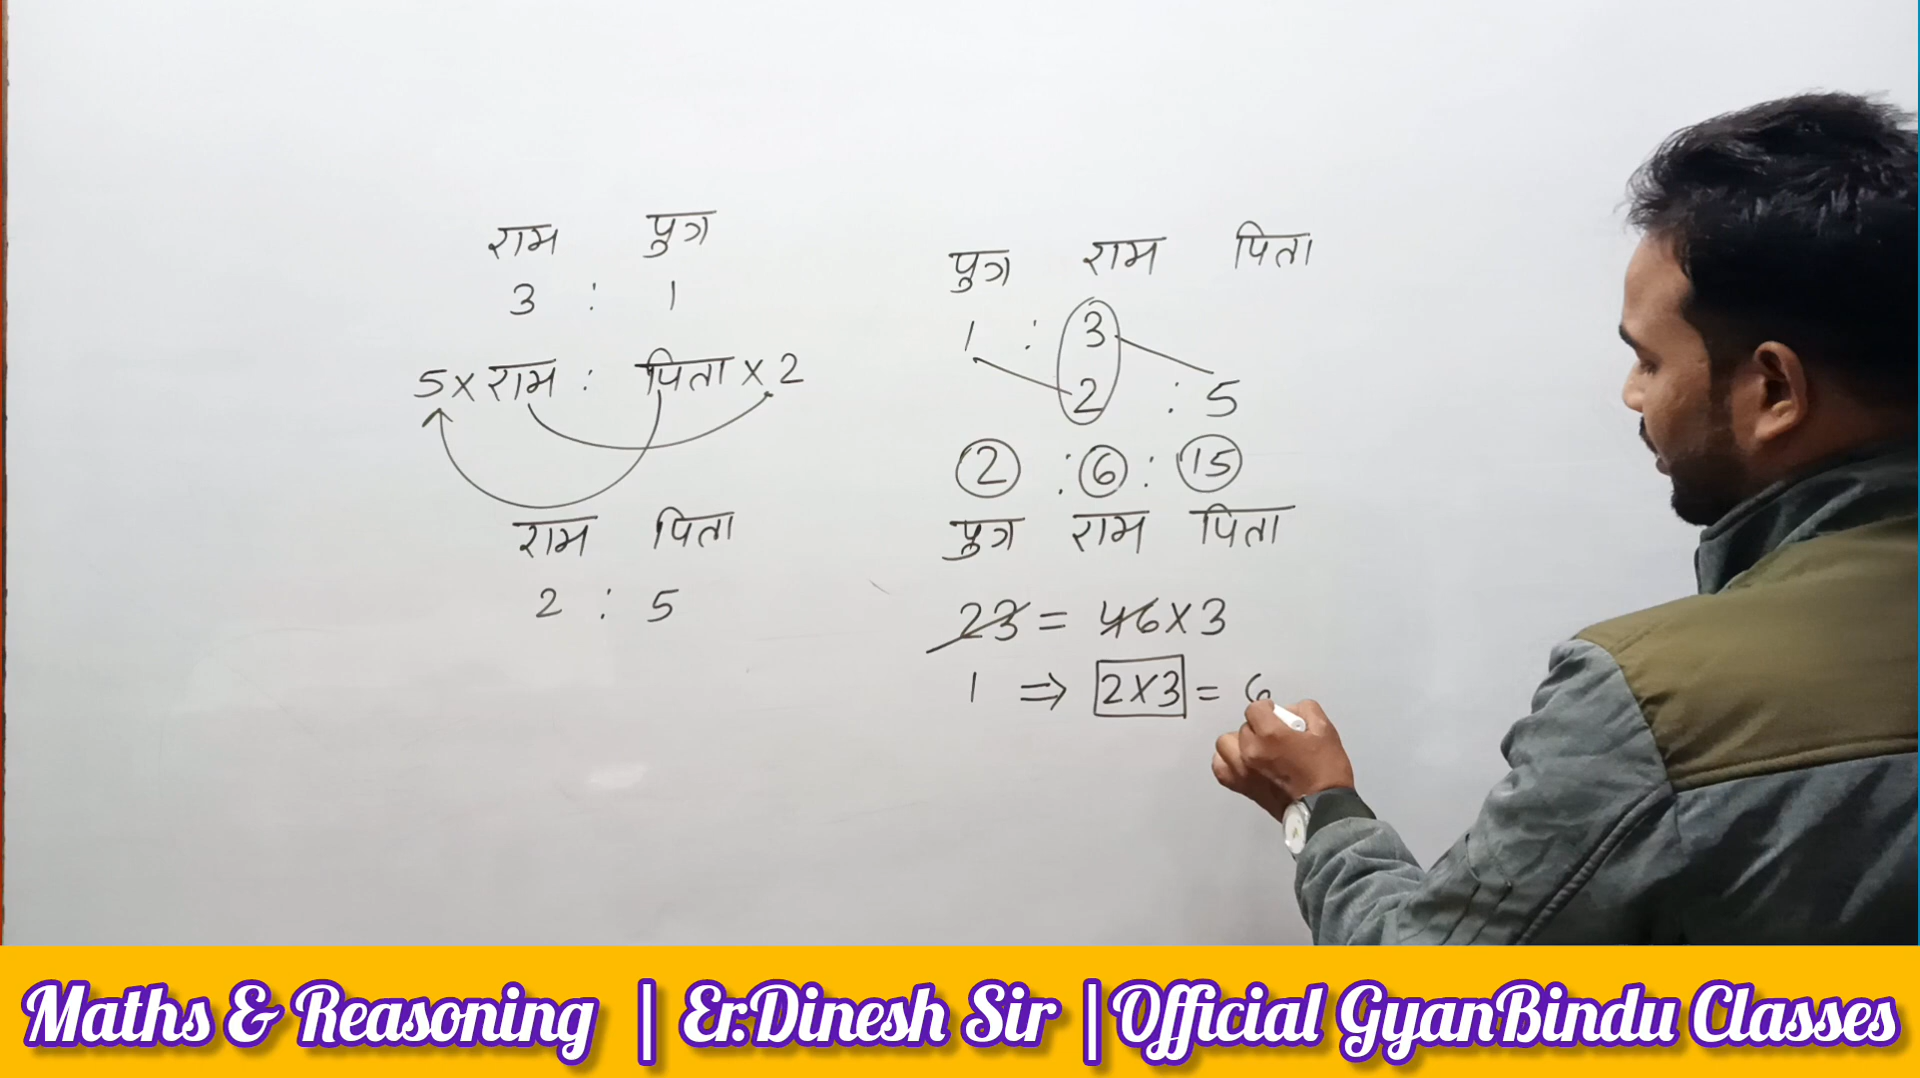 राम पुत्र
3 : 1
5 x राम : पिता x 2
राम पिता
2 : 5
पुत्र राम पिता
1 : 3
2 : 5
2 : 6 : 15
पुत्र राम पिता
23 = 46 x 3
1 ⇒ 2 x 3 = 6
Maths & Reasoning | Er.Dinesh Sir | Official GyanBindu Classes